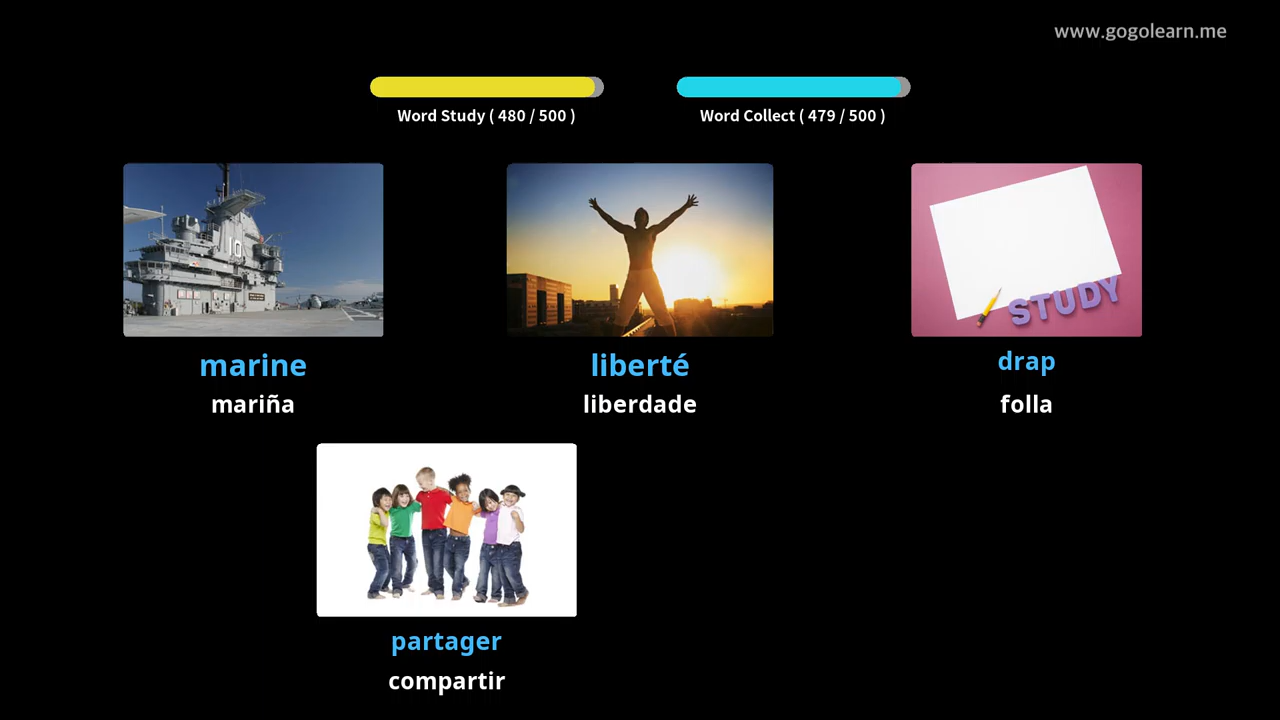 www.gogolearn.me
Word Study ( 480 / 500 )
Word Collect ( 479 / 500 )
10
STUDY
marine
liberté
drap
mariña
liberdade
folla
partager
compartir